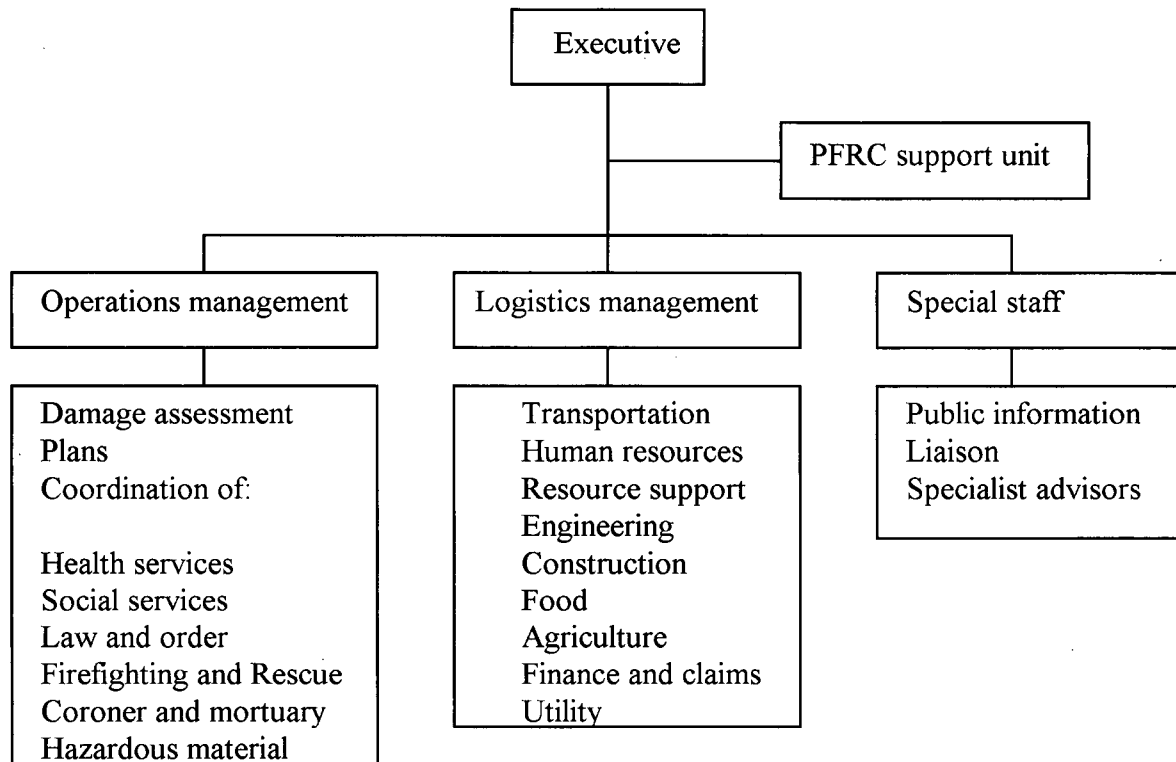 Executive
PFRC support unit
Operations management
Logistics management
Special staff
Damage assessment
Plans
Coordination of:
Health services
Social services
Law and order
Firefighting and Rescue
Coroner and mortuary
Hazardous material
Transportation
Human resources
Resource support
Engineering
Construction
Food
Agriculture
Finance and claims
Utility
Public information
Liaison
Specialist advisors